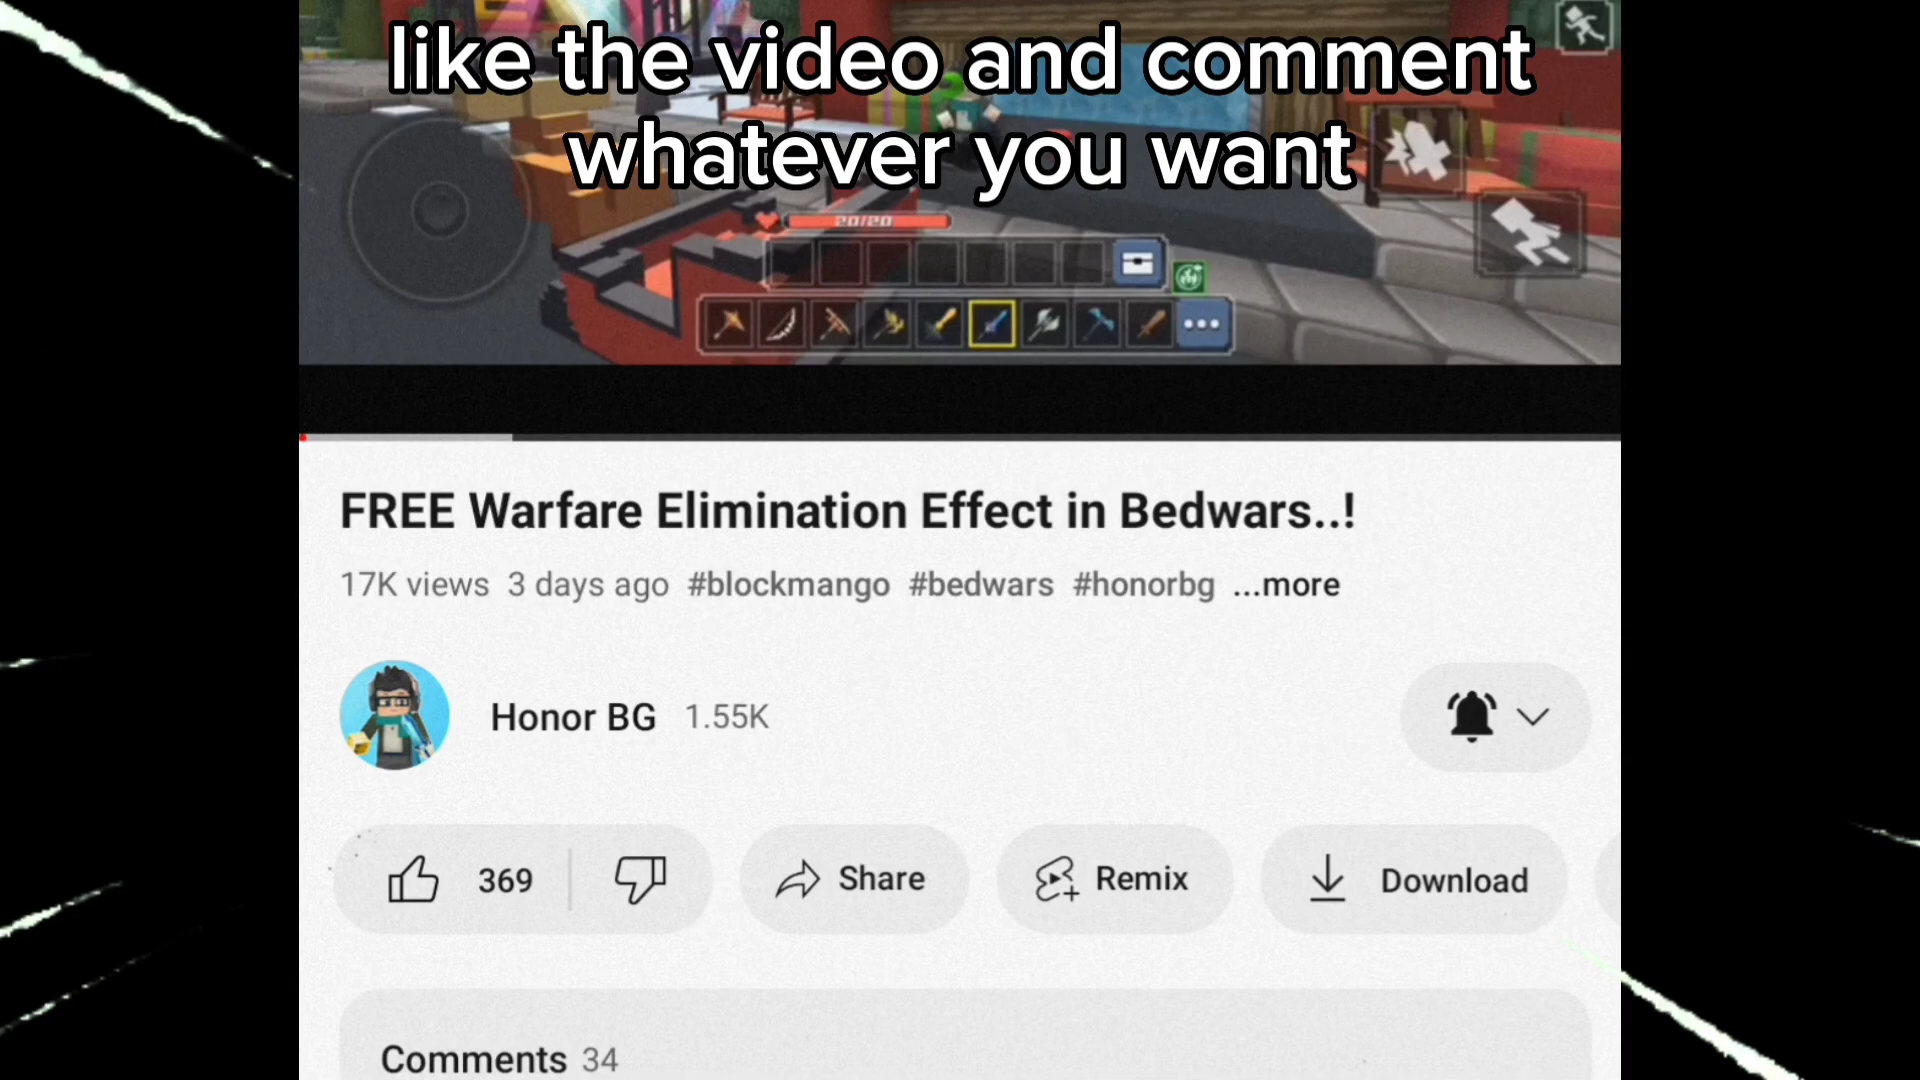 like the video and comment
whatever you want
20/20
FREE Warfare Elimination Effect in Bedwars..!
17K views 3 days ago #blockmango #bedwars #honorbg ...more
Honor BG 1.55K
369 Share Remix Download
Comments 34